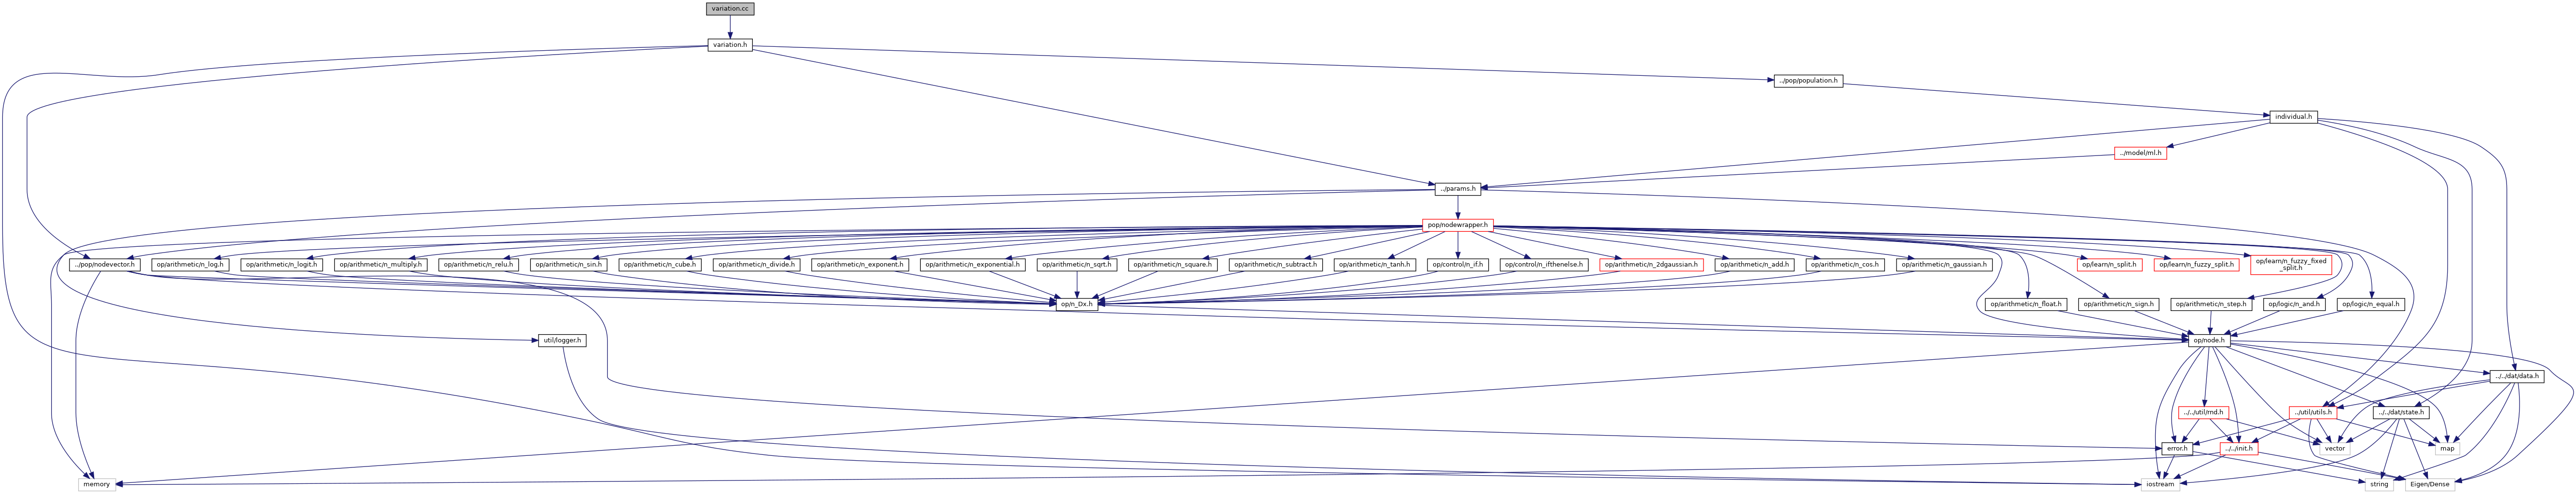 variation.cc
variation.h
../pop/population.h
individual.h
../model/ml.h
../params.h
pop/nodewrapper.h
../pop/nodevector.h
op/arithmetic/n_log.h
op/arithmetic/n_logit.h
op/arithmetic/n_multiply.h
op/arithmetic/n_relu.h
op/arithmetic/n_sin.h
op/arithmetic/n_cube.h
op/arithmetic/n_divide.h
op/arithmetic/n_exponent.h
op/arithmetic/n_exponential.h
op/arithmetic/n_sqrt.h
op/arithmetic/n_square.h
op/arithmetic/n_subtract.h
op/arithmetic/n_tanh.h
op/control/n_if.h
op/control/n_ifthenelse.h
op/arithmetic/n_2dgaussian.h
op/arithmetic/n_add.h
op/arithmetic/n_cos.h
op/arithmetic/n_gaussian.h
op/learn/n_split.h
op/learn/n_fuzzy_split.h
op/learn/n_fuzzy_fixed
_split.h
op/n_Dx.h
op/arithmetic/n_float.h
op/arithmetic/n_sign.h
op/arithmetic/n_step.h
op/logic/n_and.h
op/logic/n_equal.h
util/logger.h
op/node.h
../../dat/data.h
../../util/rnd.h
../util/utils.h
../../dat/state.h
error.h
../../init.h
vector
map
memory
iostream
string
Eigen/Dense